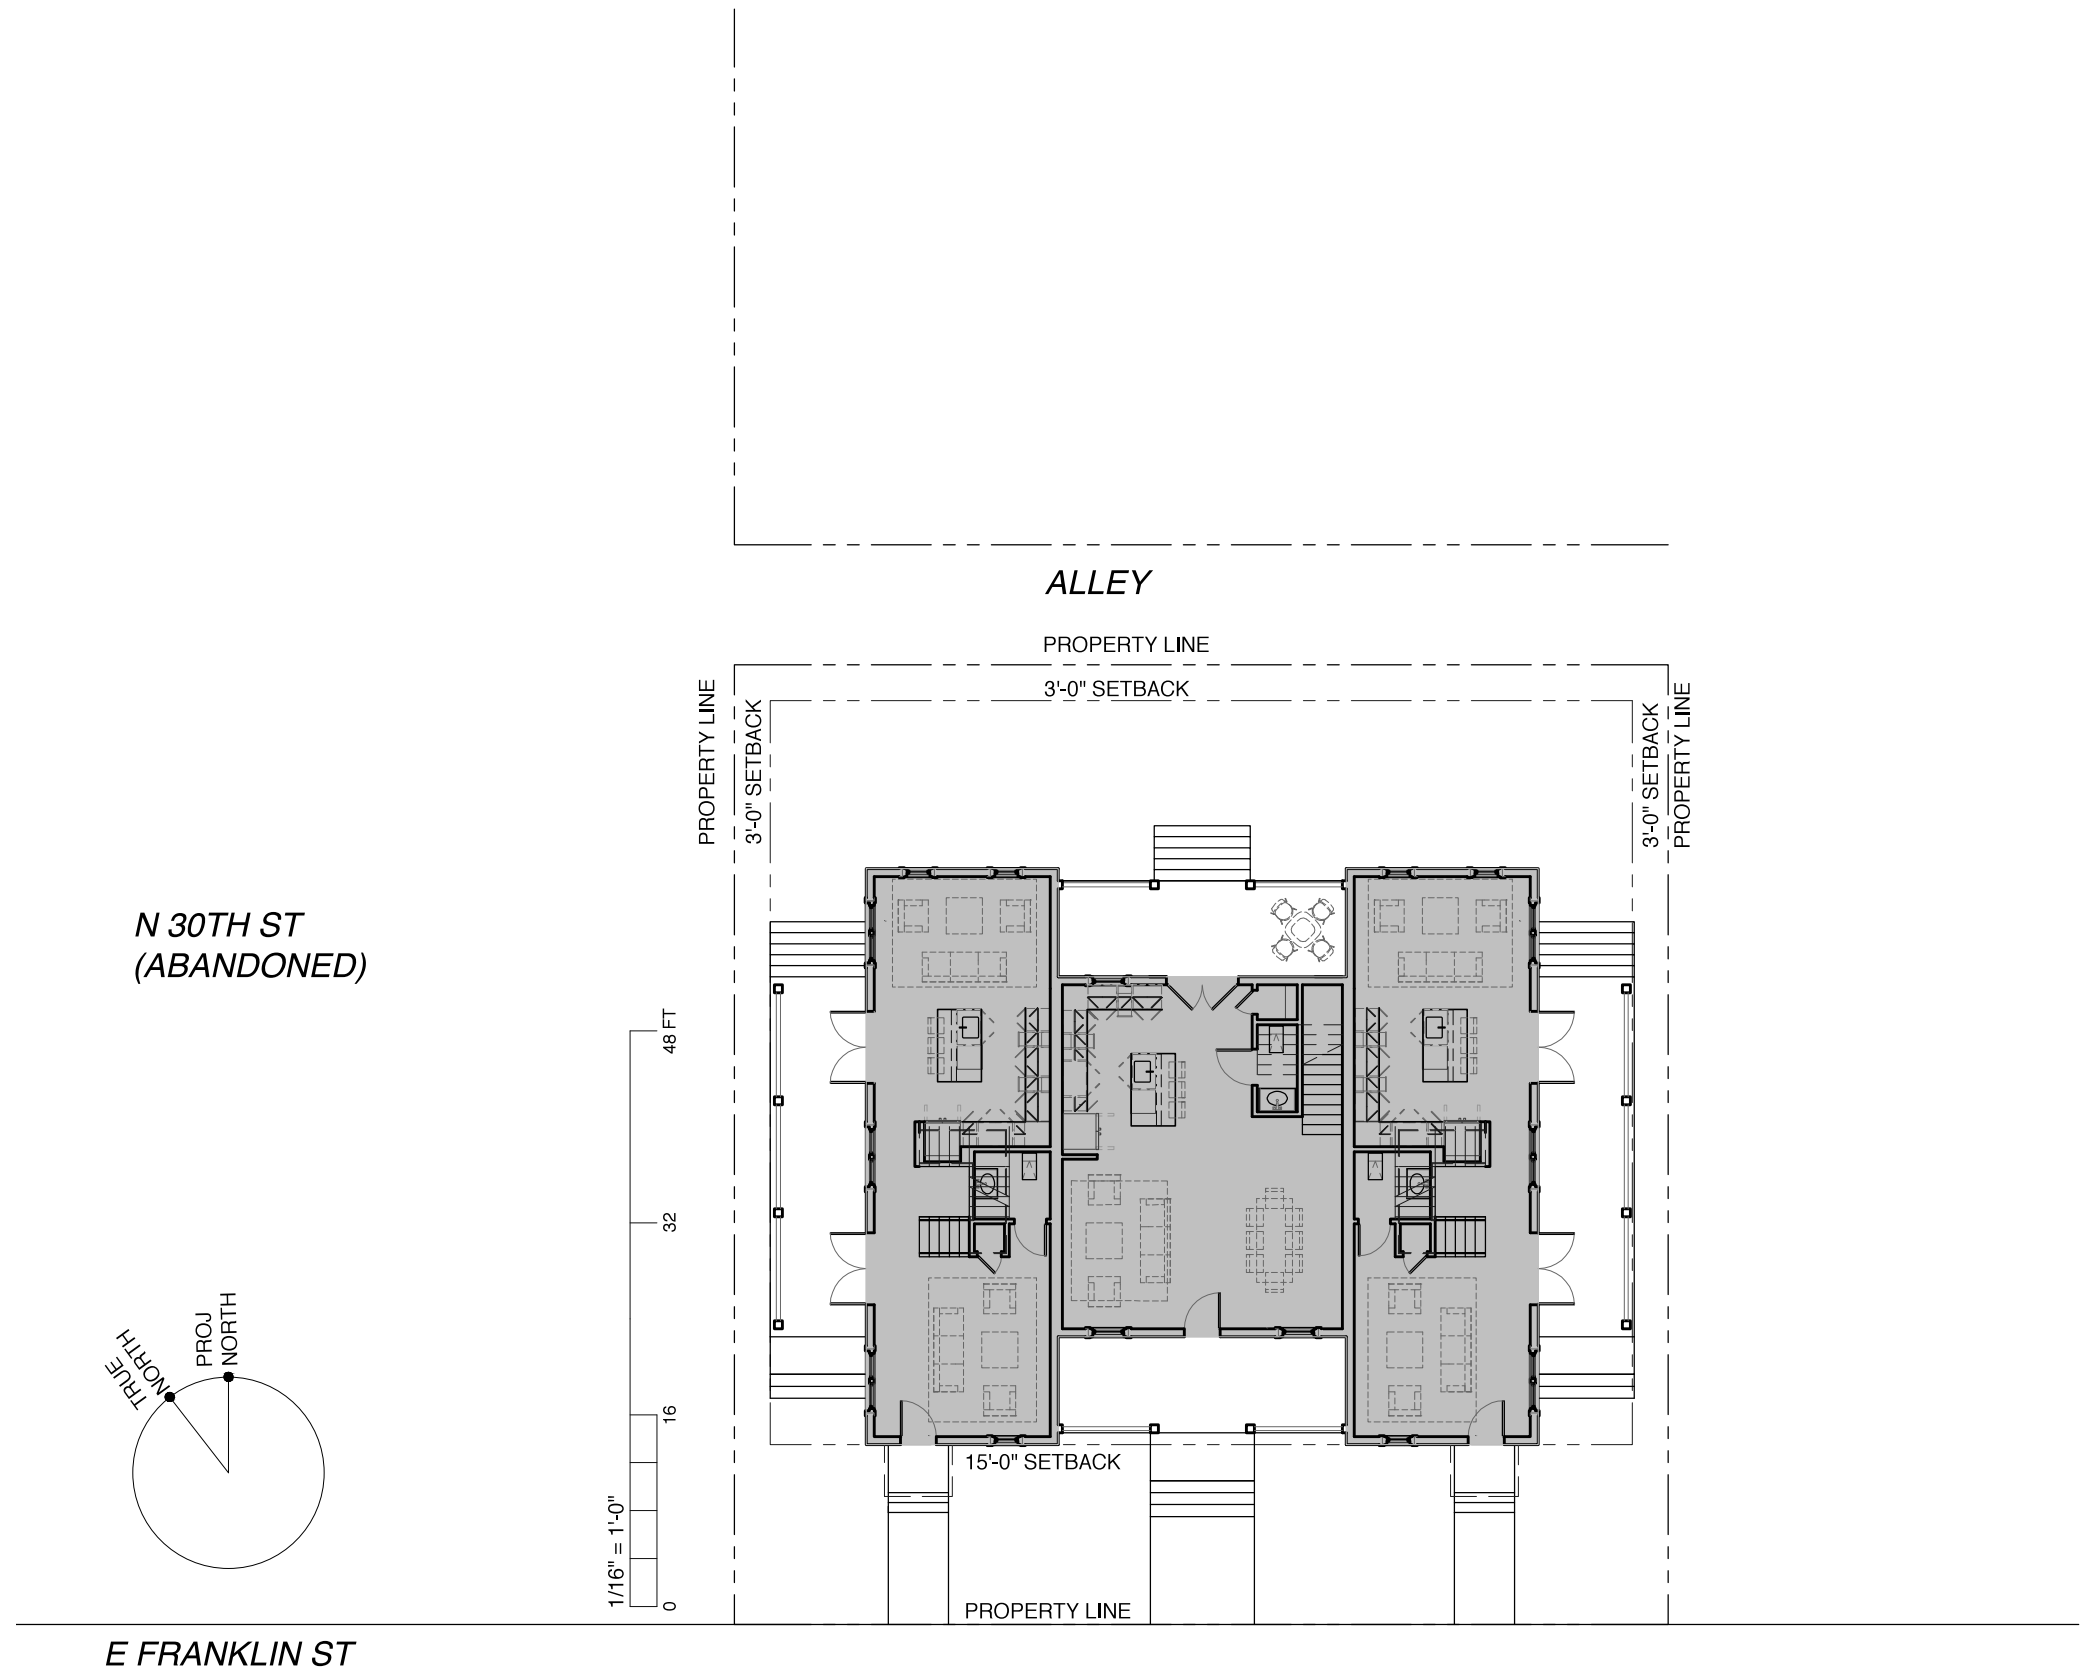 ALLEY
PROPERTY LINE
3'-0" SETBACK
PROPERTY LINE
3'-0" SETBACK
3'-0" SETBACK
PROPERTY LINE
N 30TH ST
(ABANDONED)
48 FT
32
16
0
1/16" = 1'-0"
TRUE
NORTH
PROJ
NORTH
15'-0" SETBACK
PROPERTY LINE
E FRANKLIN ST